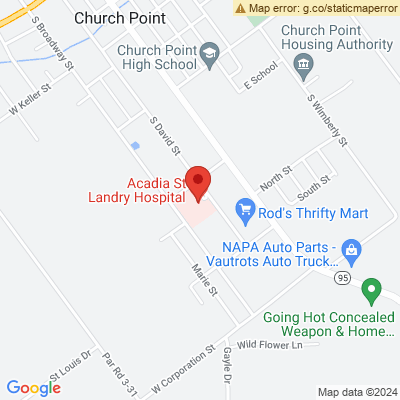 Map error: g.co/staticmaperror
Church Point
S Broadway St
Church Point
High School
Church Point
Housing Authority
E School
W Keller St
S David St
S Wimberly St
Acadia St
Landry Hospital
North St
South St
Rod's Thrifty Mart
NAPA Auto Parts -
Vautrots Auto Truck...
Marie St
95
Going Hot Concealed
Weapon & Home...
Wild Flower Ln
St Louis Dr
Par Rd 3-31
W Corporation St
Gayle Dr
Google
Map data ©2024